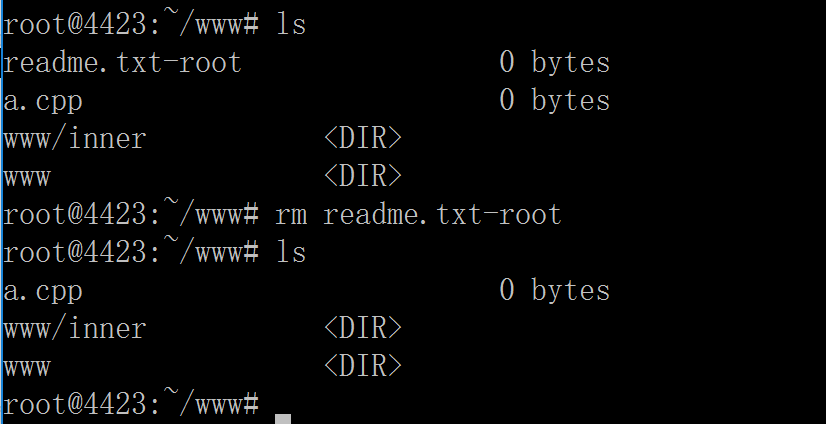 root@4423:~/www# ls
readme.txt-root                0 bytes
a.cpp                          0 bytes
www/inner           <DIR>
www                 <DIR>
root@4423:~/www# rm readme.txt-root
root@4423:~/www# ls
a.cpp                          0 bytes
www/inner           <DIR>
www                 <DIR>
root@4423:~/www#